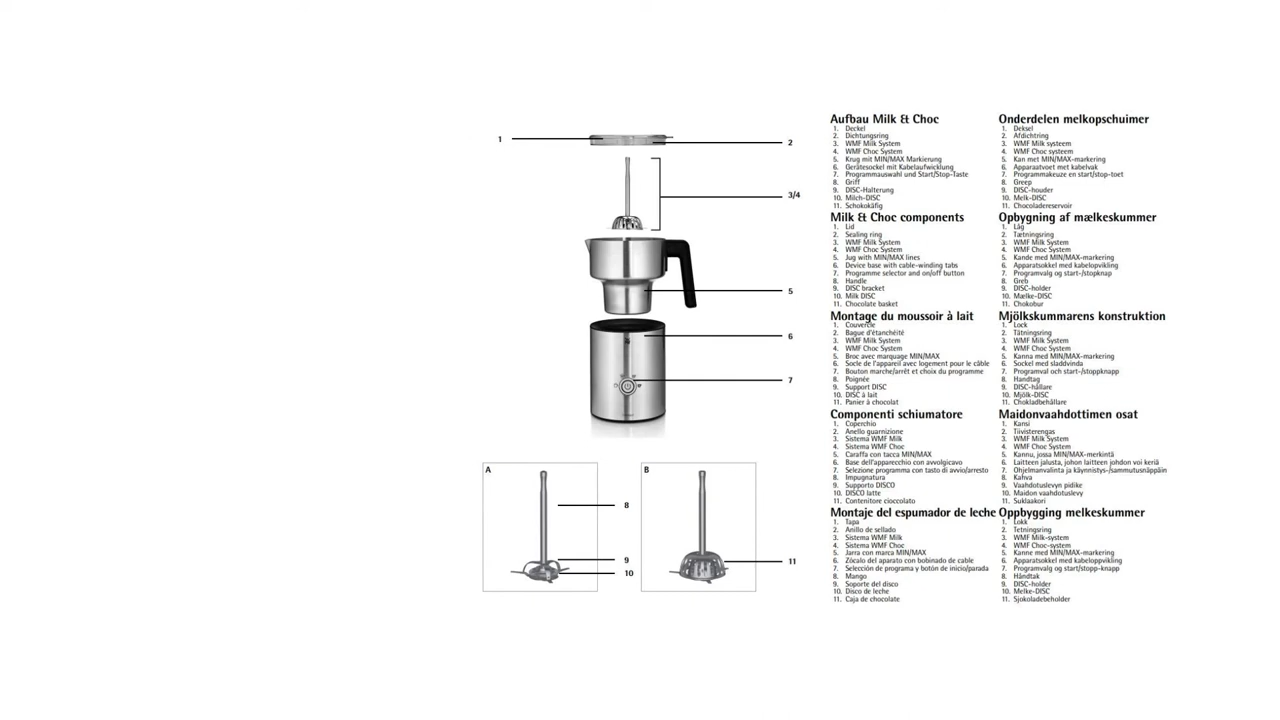 1
2
3/4
5
6
7
A
8
9
10
B
11
Aufbau Milk & Choc
1. Deckel
2. Dichtungsring
3. WMF Milk System
4. WMF Choc System
5. Krug mit MIN/MAX Markierung
6. Gerätesockel mit Kabelaufwicklung
7. Programmauswahl und Start/Stop-Taste
8. Griff
9. DISC-Halterung
10. Milch-DISC
11. Schokokäfig
Milk & Choc components
1. Lid
2. Sealing ring
3. WMF Milk System
4. WMF Choc System
5. Jug with MIN/MAX lines
6. Device base with cable-winding tabs
7. Programme selector and on/off button
8. Handle
9. DISC bracket
10. Milk DISC
11. Chocolate basket
Montage du moussoir à lait
1. Couvercle
2. Bague d'étanchéité
3. WMF Milk System
4. WMF Choc System
5. Broc avec marquage MIN/MAX
6. Socle de l'appareil avec logement pour le câble
7. Bouton marche/arrêt et choix du programme
8. Poignée
9. Support DISC
10. DISC à lait
11. Panier à chocolat
Componenti schiumatore
1. Coperchio
2. Anello guarnizione
3. Sistema WMF Milk
4. Sistema WMF Choc
5. Caraffa con tacca MIN/MAX
6. Base dell'apparecchio con avvolgicavo
7. Selezione programma con tasto di avvio/arresto
8. Impugnatura
9. Supporto DISCO
10. DISCO latte
11. Contenitore cioccolato
Montaje del espumador de leche
1. Tapa
2. Anillo de sellado
3. Sistema WMF Milk
4. Sistema WMF Choc
5. Jarra con marca MIN/MAX
6. Zócalo del aparato con bobinado de cable
7. Selección de programa y botón de inicio/parada
8. Mango
9. Soporte del disco
10. Disco de leche
11. Caja de chocolate
Onderdelen melkopschuimer
1. Deksel
2. Afdichtring
3. WMF Milk systeem
4. WMF Choc systeem
5. Kan met MIN/MAX-markering
6. Apparaatvoet met kabelvak
7. Programmakeuze en start/stop-toet
8. Greep
9. DISC-houder
10. Melk-DISC
11. Chocoladereservoir
Opbygning af mælkeskummer
1. Låg
2. Tætningsring
3. WMF Milk System
4. WMF Choc System
5. Kande med MIN/MAX-markering
6. Apparatsokkel med kabelopvikling
7. Programvalg og start-/stopknap
8. Greb
9. DISC-holder
10. Mælke-DISC
11. Chokobur
Mjölkskummarens konstruktion
1. Lock
2. Tätningsring
3. WMF Milk System
4. WMF Choc System
5. Kanna med MIN/MAX-markering
6. Sockel med sladdvinda
7. Programval och start-/stoppknapp
8. Handtag
9. DISC-hållare
10. Mjölk-DISC
11. Chokladbehållare
Maidonvaahdottimen osat
1. Kansi
2. Tiivisterengas
3. WMF Milk System
4. WMF Choc System
5. Kannu, jossa MIN/MAX-merkintä
6. Laitteen jalusta, johon laitteen johdon voi keriä
7. Ohjelmanvalinta ja käynnistys-/sammutusnäppäin
8. Kahva
9. Vaahdotuslevyn pidike
10. Maidon vaahdotuslevy
11. Suklaakori
Oppbygging melkeskummer
1. Lokk
2. Tetningsring
3. WMF Milk-system
4. WMF Choc-system
5. Kanne med MIN/MAX-markering
6. Apparatsokkel med kabeloppvikling
7. Programvalg og start/stopp-knapp
8. Håndtak
9. DISC-holder
10. Melke-DISC
11. Sjokoladebeholder